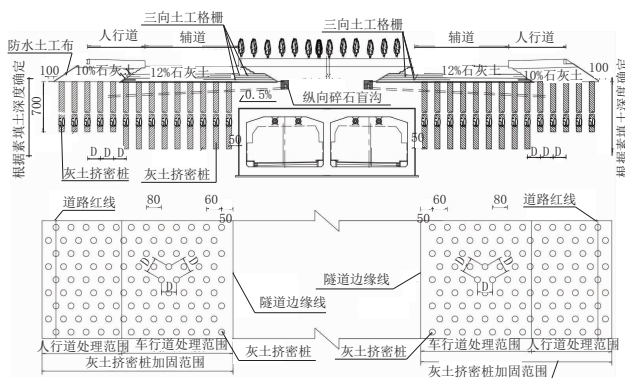 三向土工格栅
三向土工格栅
人行道
辅道
辅道
人行道
防水土工布
100
10%石灰土
12%石灰土
12%石灰土
10%石灰土
100
0.5%
纵向碎石盲沟
700
根据素填土深度确定
根据素填土深度确定
50
50
D D D
D D D
灰土挤密桩
灰土挤密桩
道路红线
80
60
50
50
60
80
道路红线
D D
D
D D
D
隧道边缘线
隧道边缘线
人行道处理范围
车行道处理范围
灰土挤密桩
灰土挤密桩
车行道处理范围
人行道处理范围
灰土挤密桩加固范围
灰土挤密桩加固范围